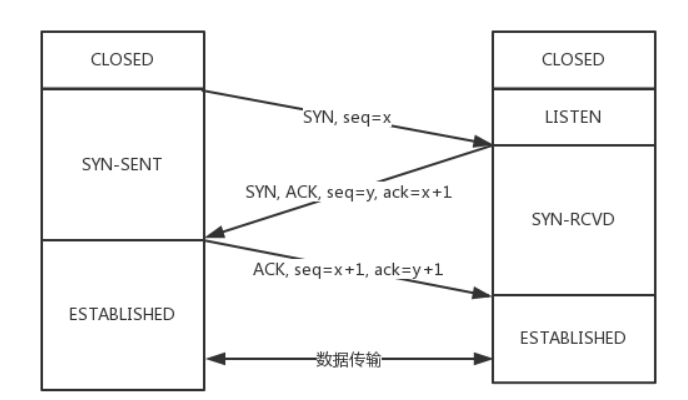 CLOSED
CLOSED
SYN, seq=x
LISTEN
SYN-SENT
SYN, ACK, seq=y, ack=x+1
SYN-RCVD
ACK, seq=x+1, ack=y+1
ESTABLISHED
ESTABLISHED
数据传输